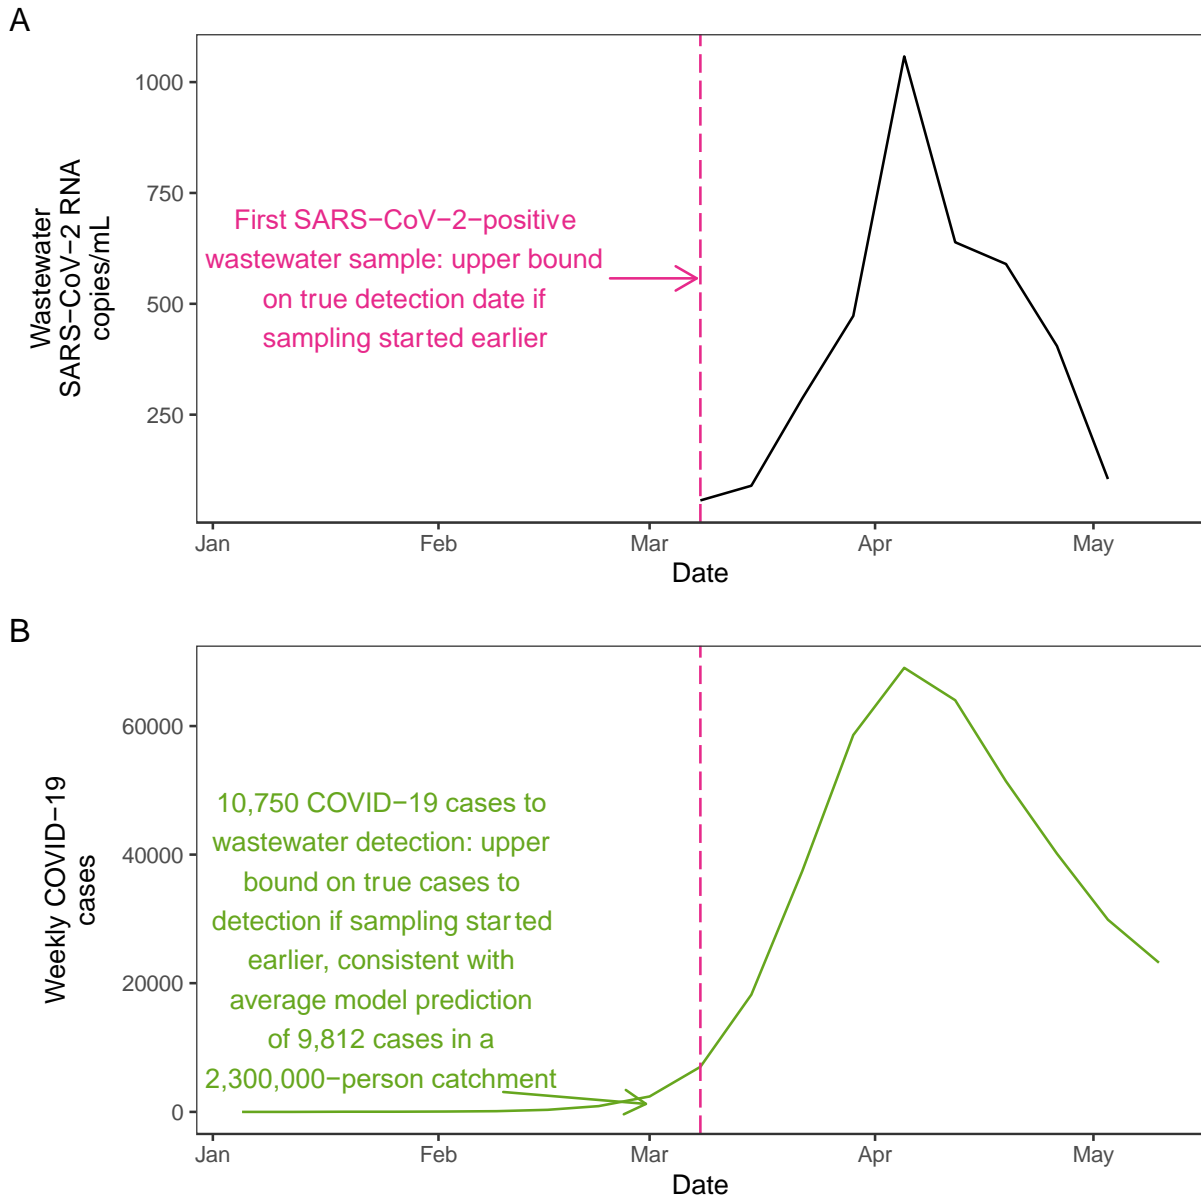 A
Wastewater
SARS−CoV−2 RNA
copies/mL
1000
750
500
250
First SARS−CoV−2−positive
wastewater sample: upper bound
on true detection date if
sampling started earlier
Jan
Feb
Mar
Apr
May
Date
B
Weekly COVID−19
cases
60000
40000
20000
0
10,750 COVID−19 cases to
wastewater detection: upper
bound on true cases to
detection if sampling started
earlier, consistent with
average model prediction
of 9,812 cases in a
2,300,000−person catchment
Jan
Feb
Mar
Apr
May
Date